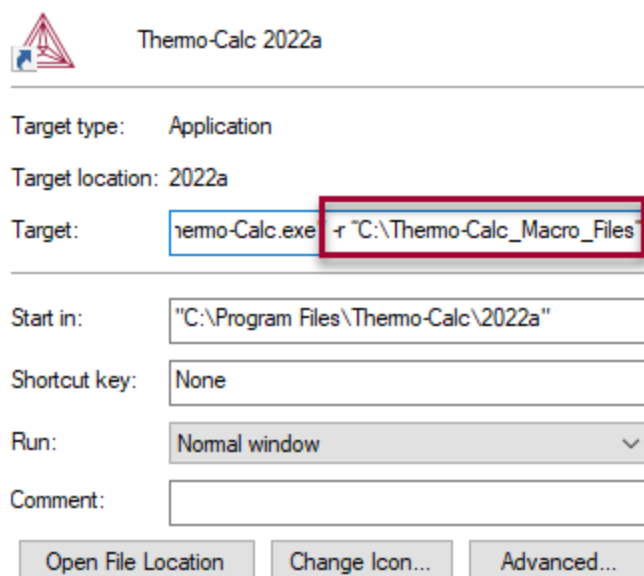 Thermo-Calc 2022a
Target type: Application
Target location: 2022a
Target: ermo-Calc.exe" -r "C:\Thermo-Calc_Macro_Files"
Start in: "C:\Program Files\Thermo-Calc\2022a"
Shortcut key: None
Run: Normal window
Comment:
Open File Location Change Icon... Advanced...